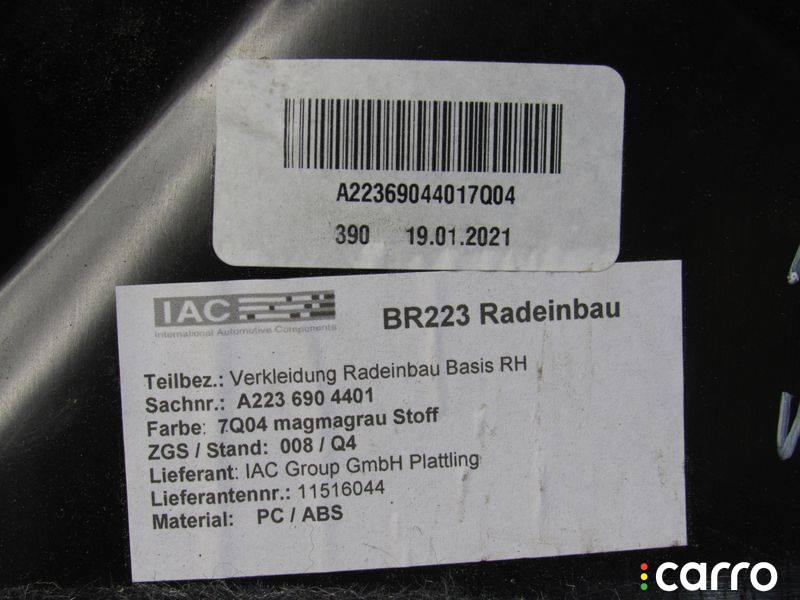 A22369044017Q04
390 19.01.2021
IAC
International Automotive Components
BR223 Radeinbau
Teilbez.: Verkleidung Radeinbau Basis RH
Sachnr.: A223 690 4401
Farbe: 7Q04 magmagrau Stoff
ZGS / Stand: 008 / Q4
Lieferant: IAC Group GmbH Plattling
Lieferantennr.: 11516044
Material: PC / ABS
carro